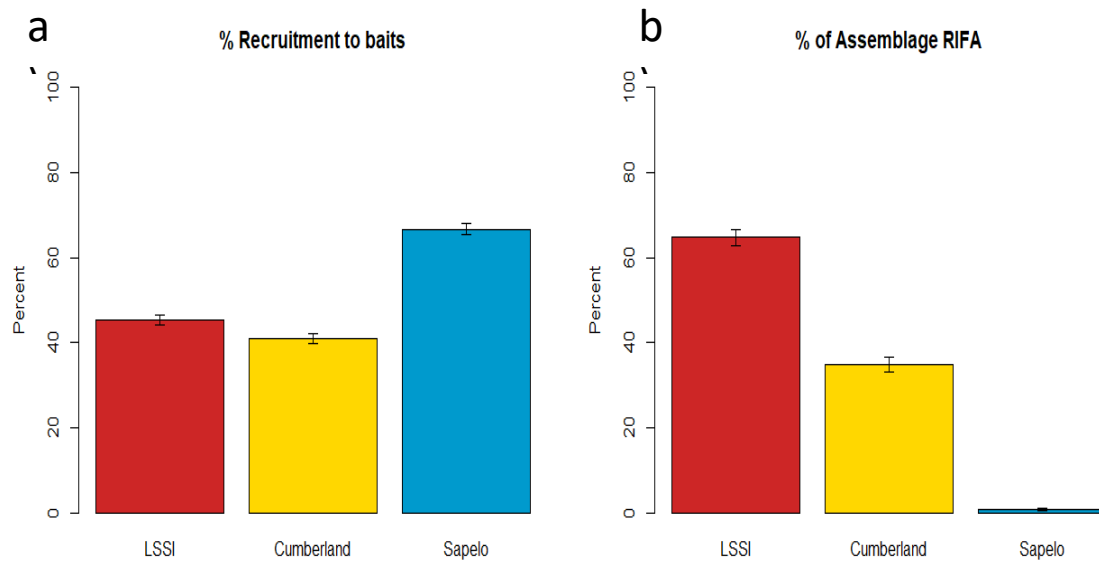 a
% Recruitment to baits
Percent
100
80
60
40
20
0
LSSI Cumberland Sapelo
b
% of Assemblage RIFA
Percent
100
80
60
40
20
0
LSSI Cumberland Sapelo